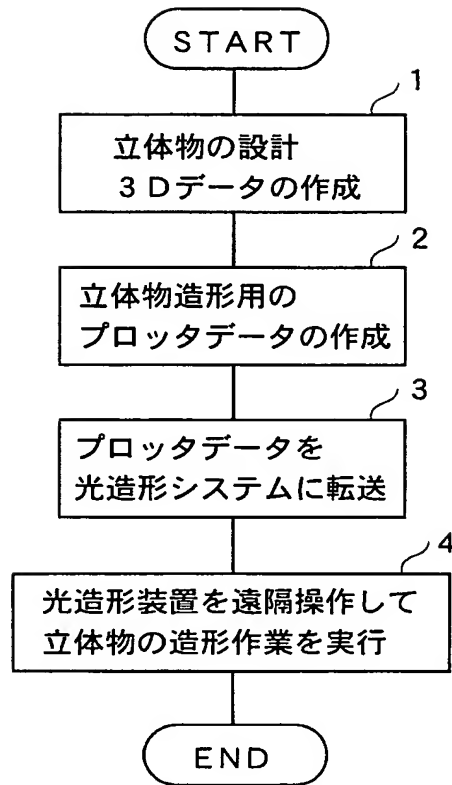 START
1
立体物の設計
3Dデータの作成
2
立体物造形用の
プロッタデータの作成
3
プロッタデータを
光造形システムに転送
4
光造形装置を遠隔操作して
立体物の造形作業を実行
END